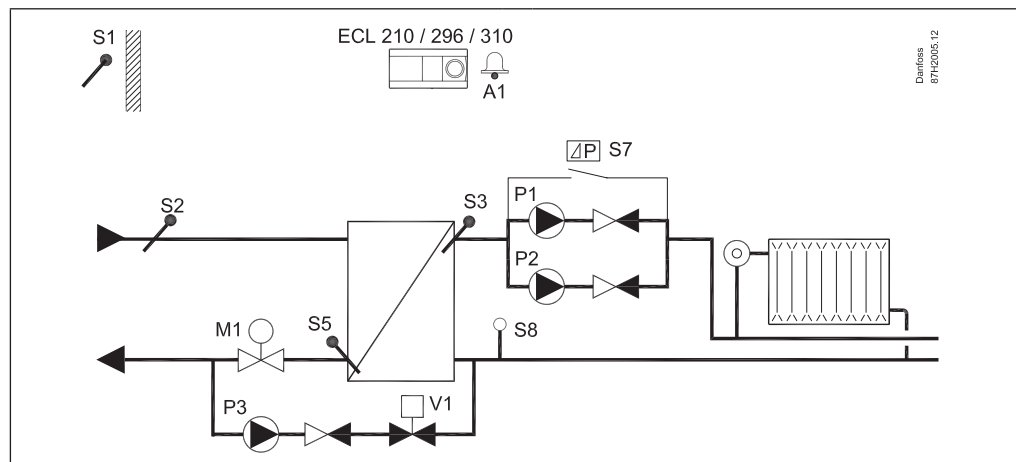 S1
ECL 210 / 296 / 310
A1
Danfoss
87H2005.12
P S7
P1
S3
S2
P2
M1
S5
S8
P3
V1